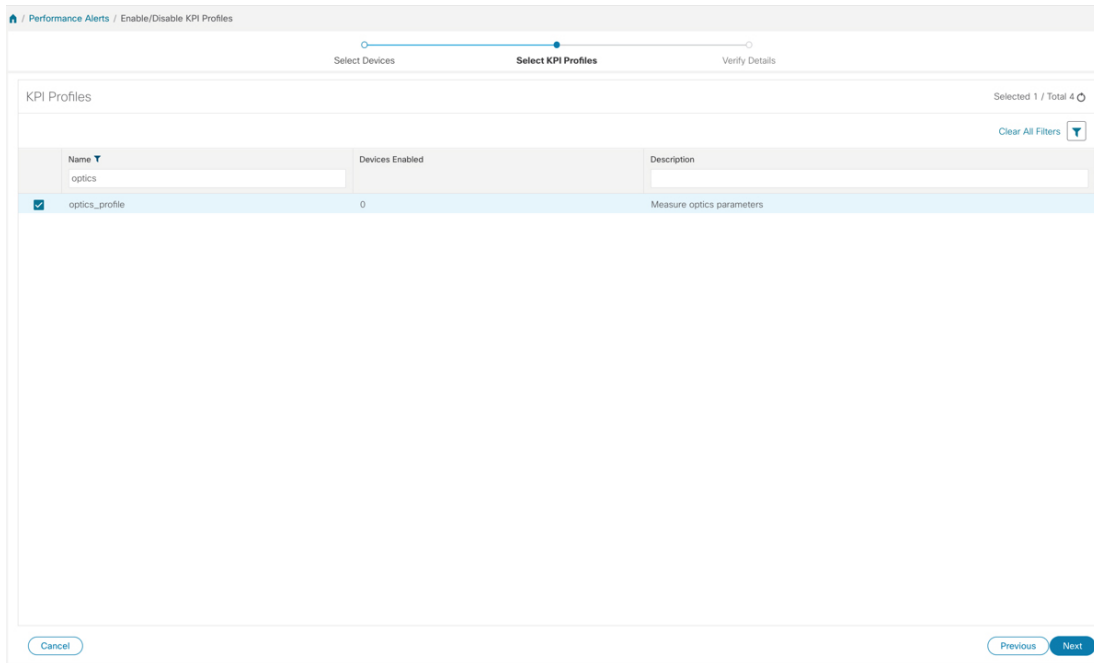 / Performance Alerts / Enable/Disable KPI Profiles
Select Devices Select KPI Profiles Verify Details
KPI Profiles Selected 1 / Total 4
Clear All Filters
Name Devices Enabled Description
optics
optics_profile 0 Measure optics parameters
Cancel Previous Next